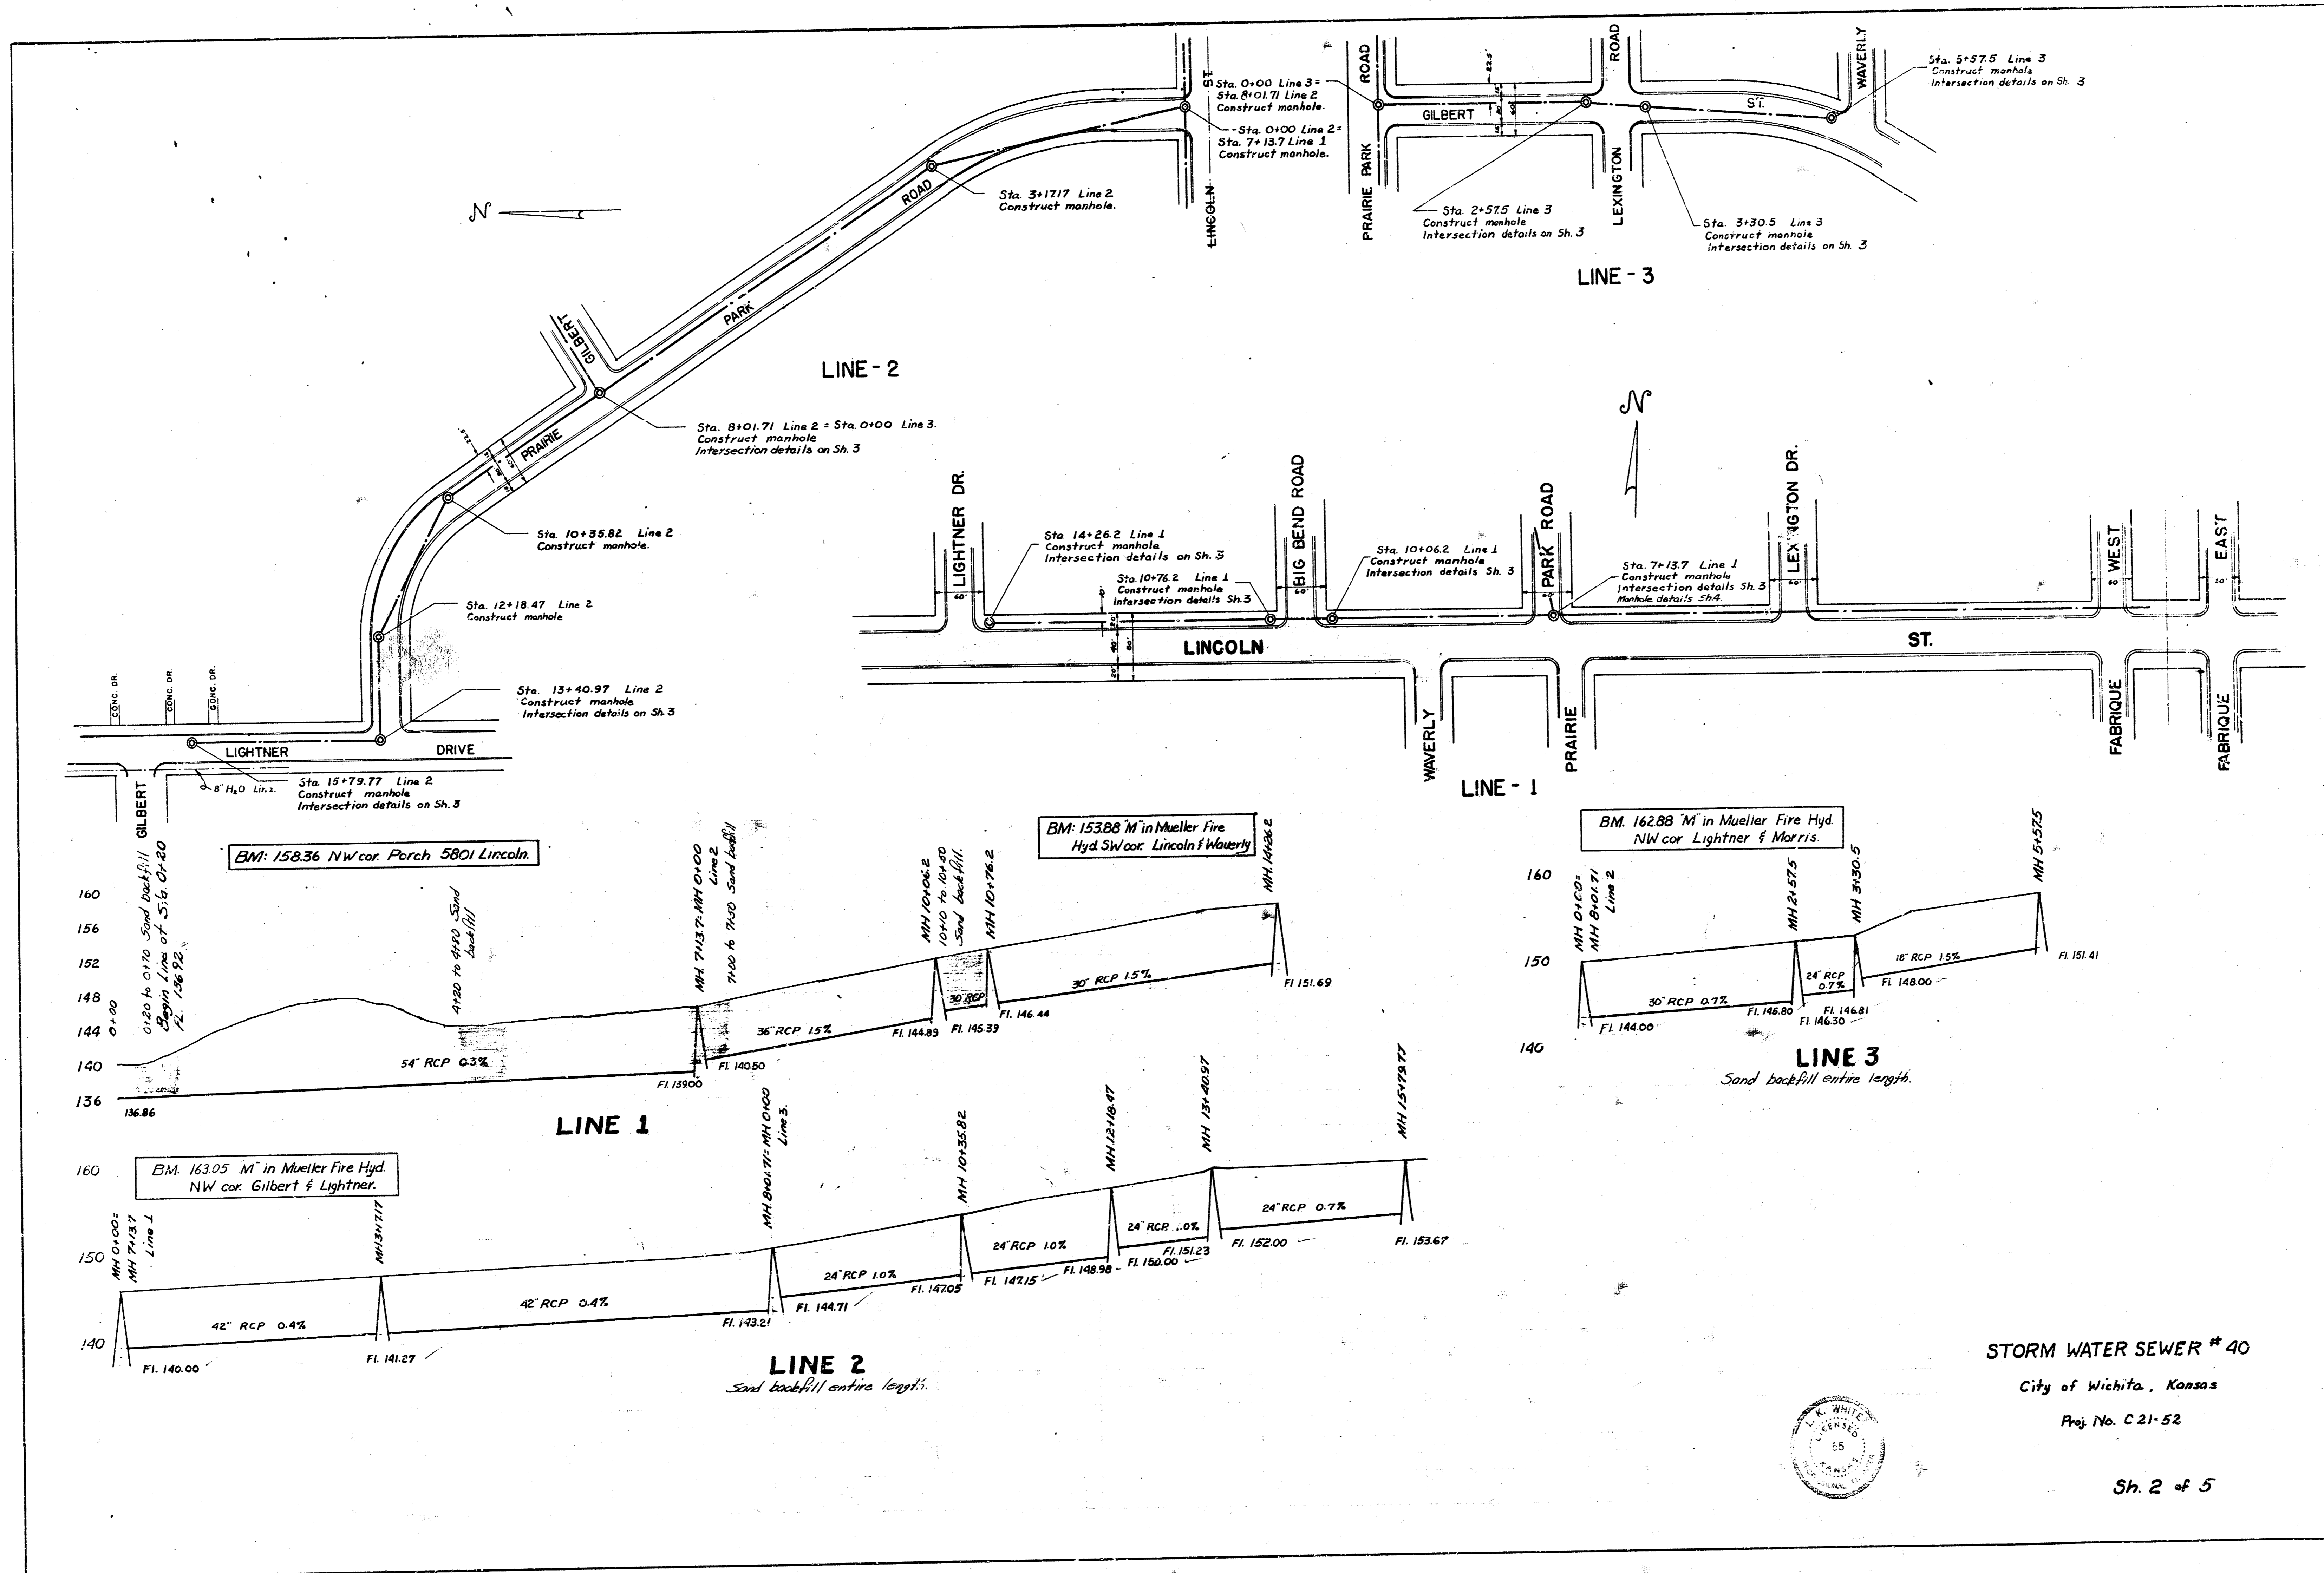 ST.
Sta. 0+00 Line 3=
Sta. 8+01.71 Line 2
Construct manhole.
Sta. 0+00 Line 2=
Sta. 7+13.7 Line 1
Construct manhole.
LINCOLN
PRAIRIE PARK ROAD
GILBERT ST.
22.5'
60'
LEXINGTON ROAD
WAVERLY
Sta. 5+57.5 Line 3
Construct manhole
Intersection details on Sh. 3
Sta. 2+57.5 Line 3
Construct manhole
Intersection details on Sh. 3
Sta. 3+30.5 Line 3
Construct manhole
Intersection details on Sh. 3
LINE - 3
N
Sta. 3+17.17 Line 2
Construct manhole.
ROAD
PARK
PRAIRIE
GILBERT
LINE - 2
Sta. 8+01.71 Line 2 = Sta. 0+00 Line 3.
Construct manhole
Intersection details on Sh. 3
22.5'
60'
Sta. 10+35.82 Line 2
Construct manhole.
Sta. 12+18.47 Line 2
Construct manhole
Sta. 13+40.97 Line 2
Construct manhole
Intersection details on Sh. 3
CONC. DR.
CONC. DR.
CONC. DR.
LIGHTNER DRIVE
GILBERT
8" H2O Line
Sta. 15+79.77 Line 2
Construct manhole
Intersection details on Sh. 3
N
LIGHTNER DR.
60'
Sta 14+26.2 Line 1
Construct manhole
Intersection details on Sh. 3
Sta. 10+76.2 Line 1
Construct manhole
Intersection details Sh. 3
BIG BEND ROAD
60'
Sta. 10+06.2 Line 1
Construct manhole
Intersection details Sh. 3
PARK ROAD
60'
Sta. 7+13.7 Line 1
Construct manhole
Intersection details Sh. 3
Manhole details Sh.4.
LEXINGTON DR.
60'
WEST
60'
EAST
20'
40'
20'
80'
LINCOLN ST.
WAVERLY
PRAIRIE
FABRIQUE
FABRIQUE
LINE - 1
BM: 158.36 NW cor. Porch 5801 Lincoln.
BM: 153.88 "M" in Mueller Fire
Hyd. SW cor. Lincoln & Waverly
BM. 162.88 "M" in Mueller Fire Hyd.
NW cor Lightner & Morris.
160
156
152
148
144
140
136
0+00
0+20 to 0+70 Sand backfill
Begin Line at Sta. 0+20
FL. 136.92
4+20 to 4+80 Sand
backfill
MH. 7+13.7 = MH 0+00
Line 2
7+00 to 7+50 Sand backfill
MH 10+06.2
10+10 to 10+50
Sand backfill.
MH 10+76.2
MH. 14+26.2
136.86
54" RCP 0.3%
Fl. 139.00
Fl. 140.50
36" RCP 1.5%
Fl. 144.89
30" RCP
Fl. 145.39
Fl. 146.44
30" RCP 1.5%
Fl 151.69
LINE 1
160
150
140
MH 0+00=
MH 8+01.71
Line 2
MH 2+57.5
MH 3+30.5
MH 5+57.5
30" RCP 0.7%
Fl. 144.00
Fl. 145.80
24" RCP
0.7%
Fl. 146.30
Fl. 146.81
Fl. 148.00
18" RCP 1.5%
Fl. 151.41
LINE 3
Sand backfill entire length.
BM. 163.05 "M" in Mueller Fire Hyd.
NW cor. Gilbert & Lightner.
160
150
140
MH 0+00=
MH 7+13.7
Line 1
MH 3+17.17
MH 8+01.71= MH 0+00
Line 3.
MH 10+35.82
MH 12+18.47
MH 13+40.97
MH 15+79.77
Fl. 140.00
42" RCP 0.4%
Fl. 141.27
42" RCP 0.4%
Fl. 143.21
Fl. 144.71
24" RCP 1.0%
Fl. 147.05
Fl. 147.15
24" RCP 1.0%
Fl. 148.98
Fl. 150.00
24" RCP 1.0%
Fl. 151.23
Fl. 152.00
24" RCP 0.7%
Fl. 153.67
LINE 2
Sand backfill entire length.
STORM WATER SEWER # 40
City of Wichita, Kansas
Proj. No. C 21-52
Sh. 2 of 5
L. K. WHITE
LICENSED
KANSAS